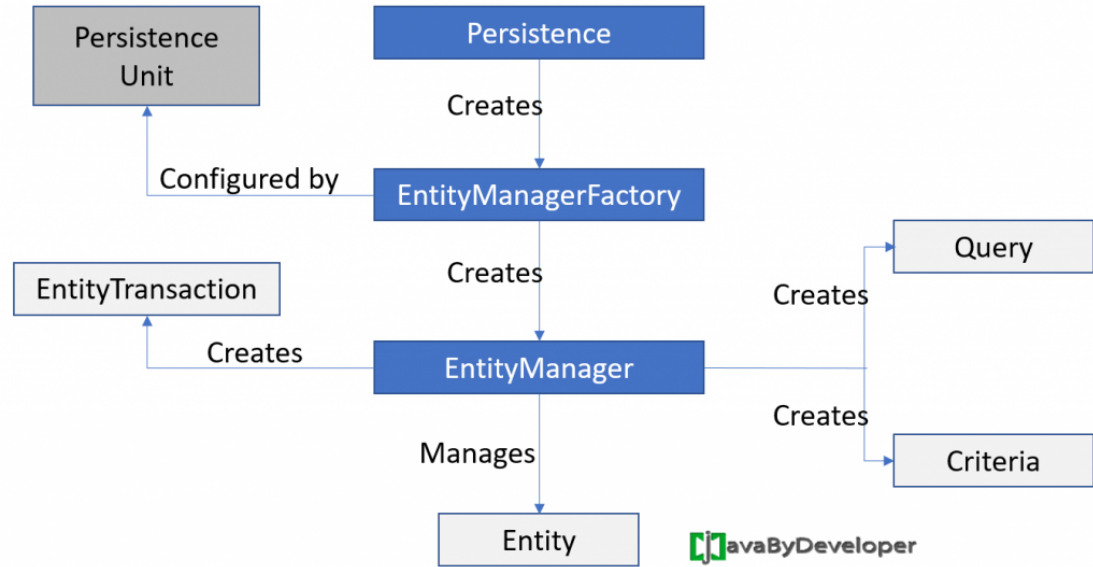 Persistence
Unit
Persistence
Creates
Configured by
EntityManagerFactory
Creates
Query
EntityTransaction
Creates
Creates
EntityManager
Creates
Manages
Criteria
Entity
JavaByDeveloper